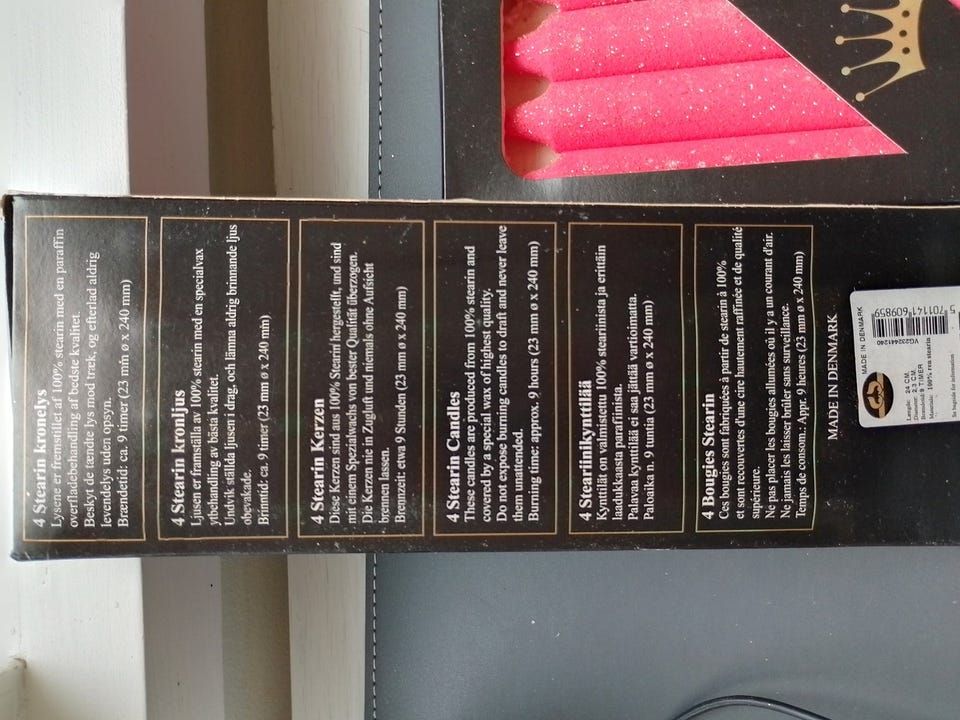 4 Stearin kronelys
Lysene er fremstillet af 100% stearin med en paraffin
overfladebehandling af bedste kvalitet.
Beskyt de tændte lys mod træk, og efterlad aldrig
levendelys uden opsyn.
Brændetid: ca. 9 timer (23 mm ø x 240 mm)
4 Stearin kronljus
Ljusen er framställa av 100% stearin med en specialvax
ytbehandling av bästa kvalitet.
Undvik ställda ljusen i drag, och lämna aldrig brinnande ljus
obevakade.
Brinntid: ca. 9 timer (23 mm ø x 240 mm)
4 Stearin Kerzen
Diese Kerzen sind aus 100% Stearin hergestellt, und sind
mit einem Spezialwachs von bester Qualität überzogen.
Die Kerzen nie in Zugluft und niemals ohne Aufsicht
brennen lassen.
Brennzeit: etwa 9 Stunden (23 mm ø x 240 mm)
4 Stearin Candles
These candles are produced from 100% stearin and
covered by a special wax of highest quality.
Do not expose burning candles to draft and never leave
them unattended.
Burning time: approx. 9 hours (23 mm ø x 240 mm)
4 Steariinikynttilää
Kynttilät on valmistettu 100% steariinista ja erittäin
laadukkaasta parafiinista.
Palavaa kynttilää ei saa jättää vartioimatta.
Paloaika n. 9 tuntia (23 mm ø x 240 mm)
4 Bougies Stearin
Ces bougies sont fabriquées à partir de stearin à 100%
et sont recouvertes d'une cire hautement raffinée et de qualité
supérieure.
Ne pas placer les bougies allumées où il y a un courant d'air.
Ne jamais les laisser brûler sans surveillance.
Temps de consom.: Appr. 9 heures (23 mm ø x 240 mm)
MADE IN DENMARK
MADE IN DENMARK
Længde: 24 CM.
Diameter: 2,3 CM.
Brændtid: 9 TIMER
Materiale: 100% ren stearin
VG232441240
5 701141 609859